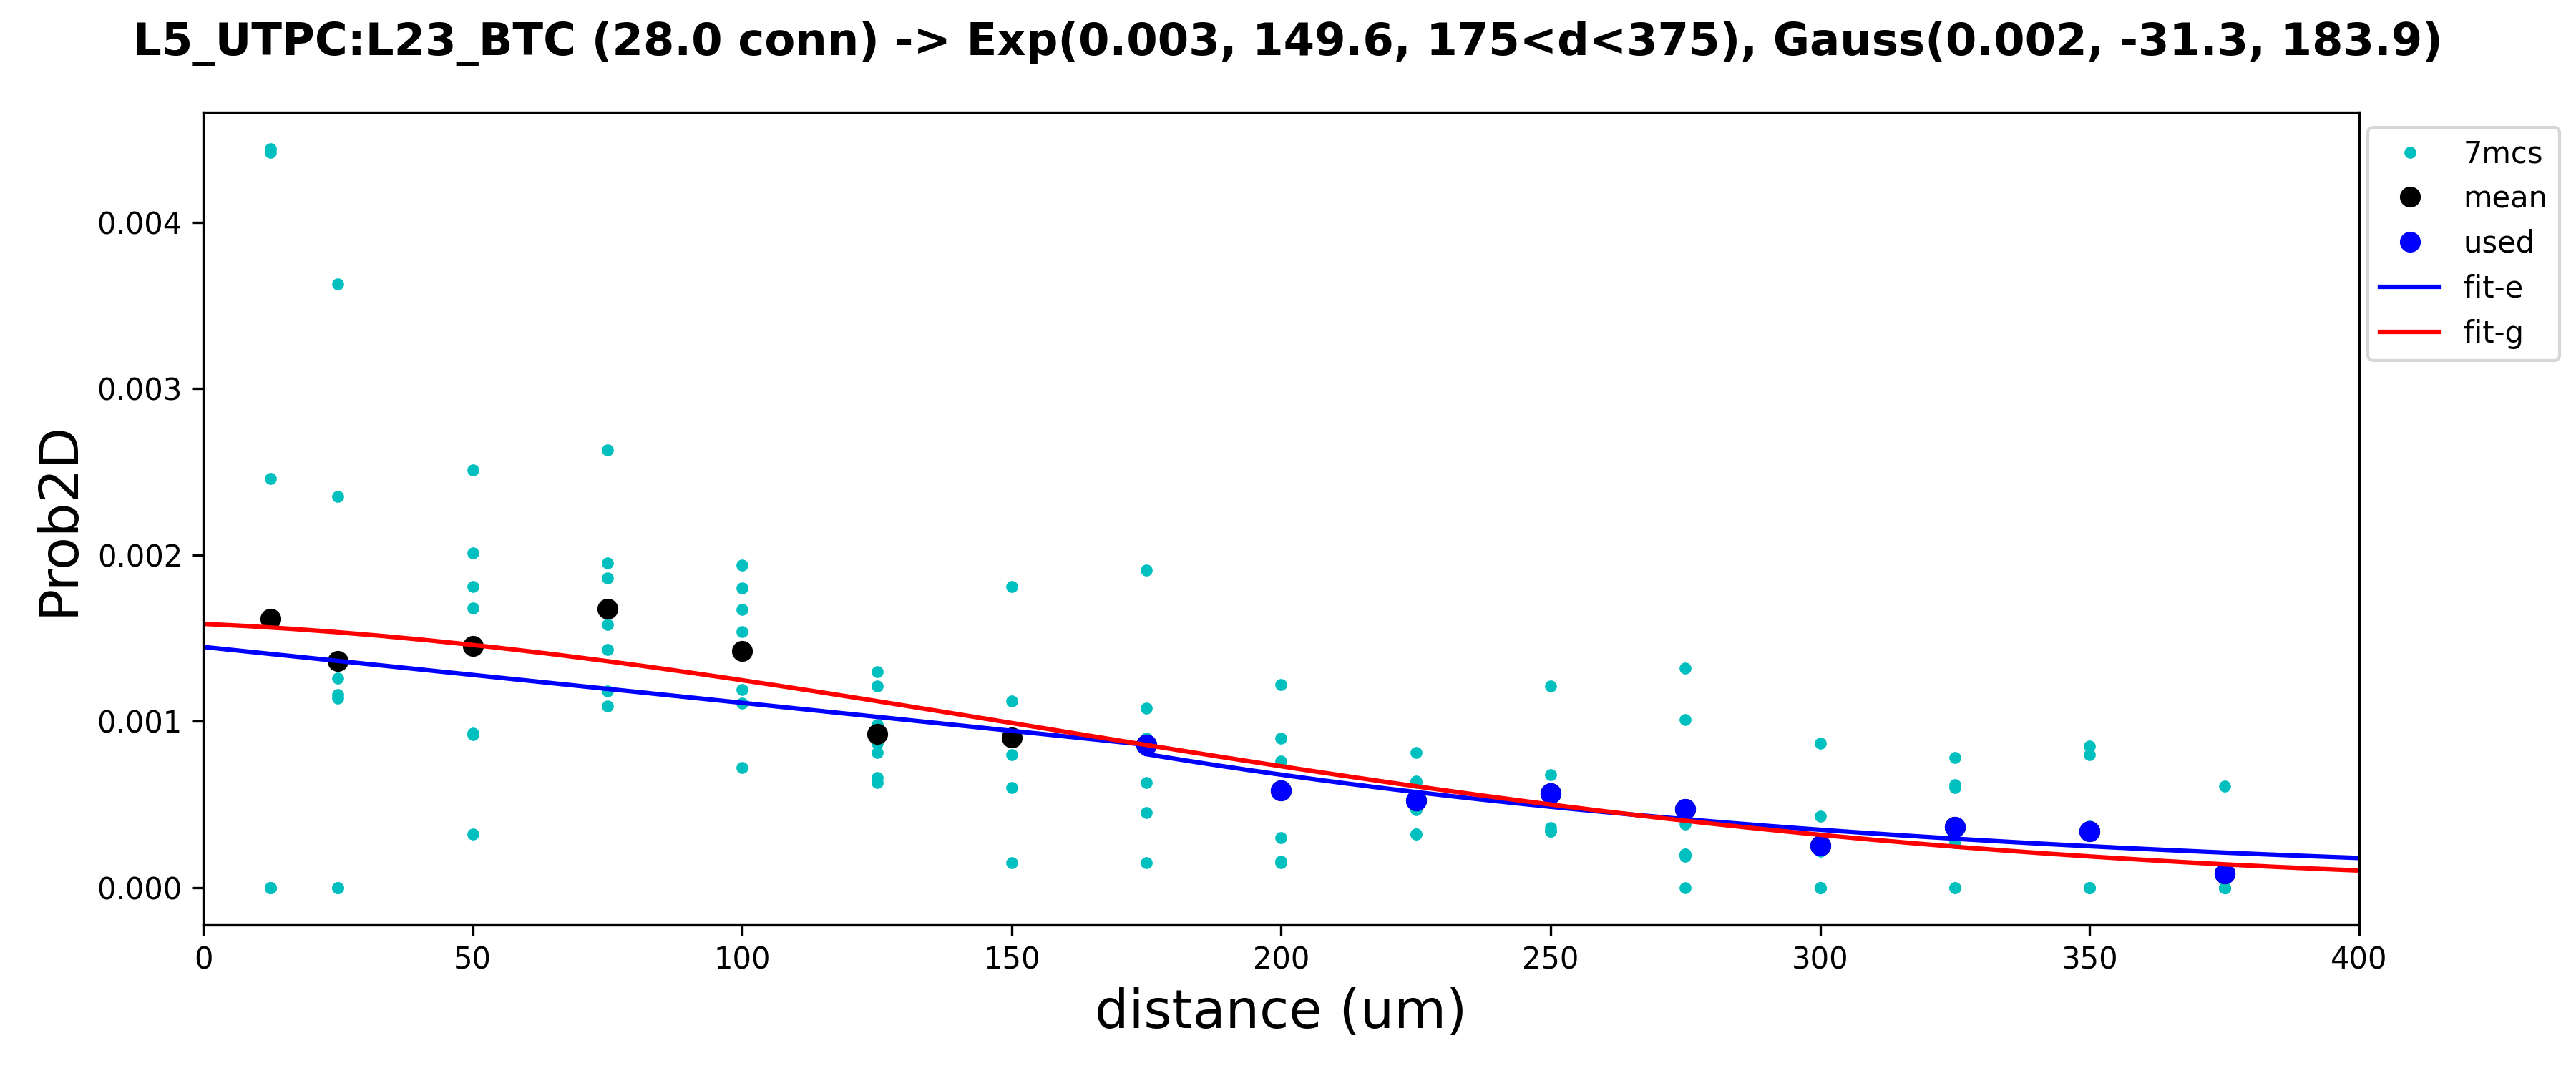 L5_UTPC:L23_BTC (28.0 conn) -> Exp(0.003, 149.6, 175<d<375), Gauss(0.002, -31.3, 183.9)
7mcs
mean
used
fit-e
fit-g
Prob2D
0.004
0.003
0.002
0.001
0.000
0 50 100 150 200 250 300 350 400
distance (um)